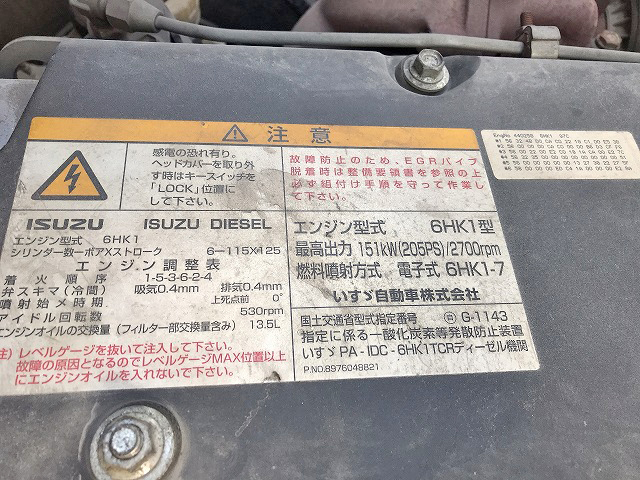 注意
感電の恐れ有り。
ヘッドカバーを取り外
す時はキースイッチを
「LOCK」位置に
して下さい。
故障防止のため、EGRパイプ
脱着時は整備要領書を参照の上
必ず組付け手順を守って作業し
て下さい。
ISUZU ISUZU DIESEL
エンジン型式 6HK1
シリンダー数ーボアXストローク 6-115X125
エンジン調整表
着火順序 1-5-3-6-2-4
弁スキマ(冷間) 吸気0.4mm 排気0.4mm
噴射始メ時期 上死点前 0°
アイドル回転数 530rpm
エンジンオイルの交換量(フィルター部交換量含み) 13.5L
注) レベルゲージを抜いて注入して下さい。
故障の原因となるのでレベルゲージMAX位置以上
にエンジンオイルを入れないで下さい。
エンジン型式 6HK1型
最高出力 151kW(205PS)/2700rpm
燃料噴射方式 電子式 6HK1-7
いすゞ自動車株式会社
国土交通省型式指定番号 G-1143
指定に係る一酸化炭素等発散防止装置
いすゞPA-IDC-6HK1TCRディーゼル機関
P.NO.8976048821